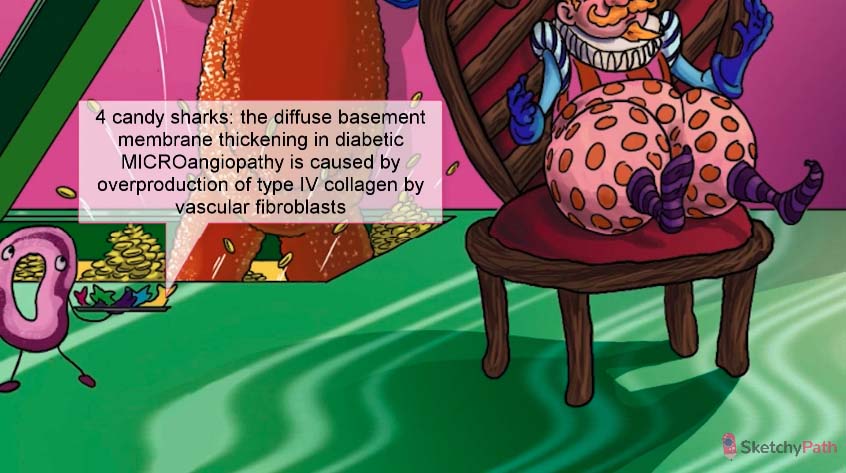 4 candy sharks: the diffuse basement
membrane thickening in diabetic
MICROangiopathy is caused by
overproduction of type IV collagen by
vascular fibroblasts
SketchyPath